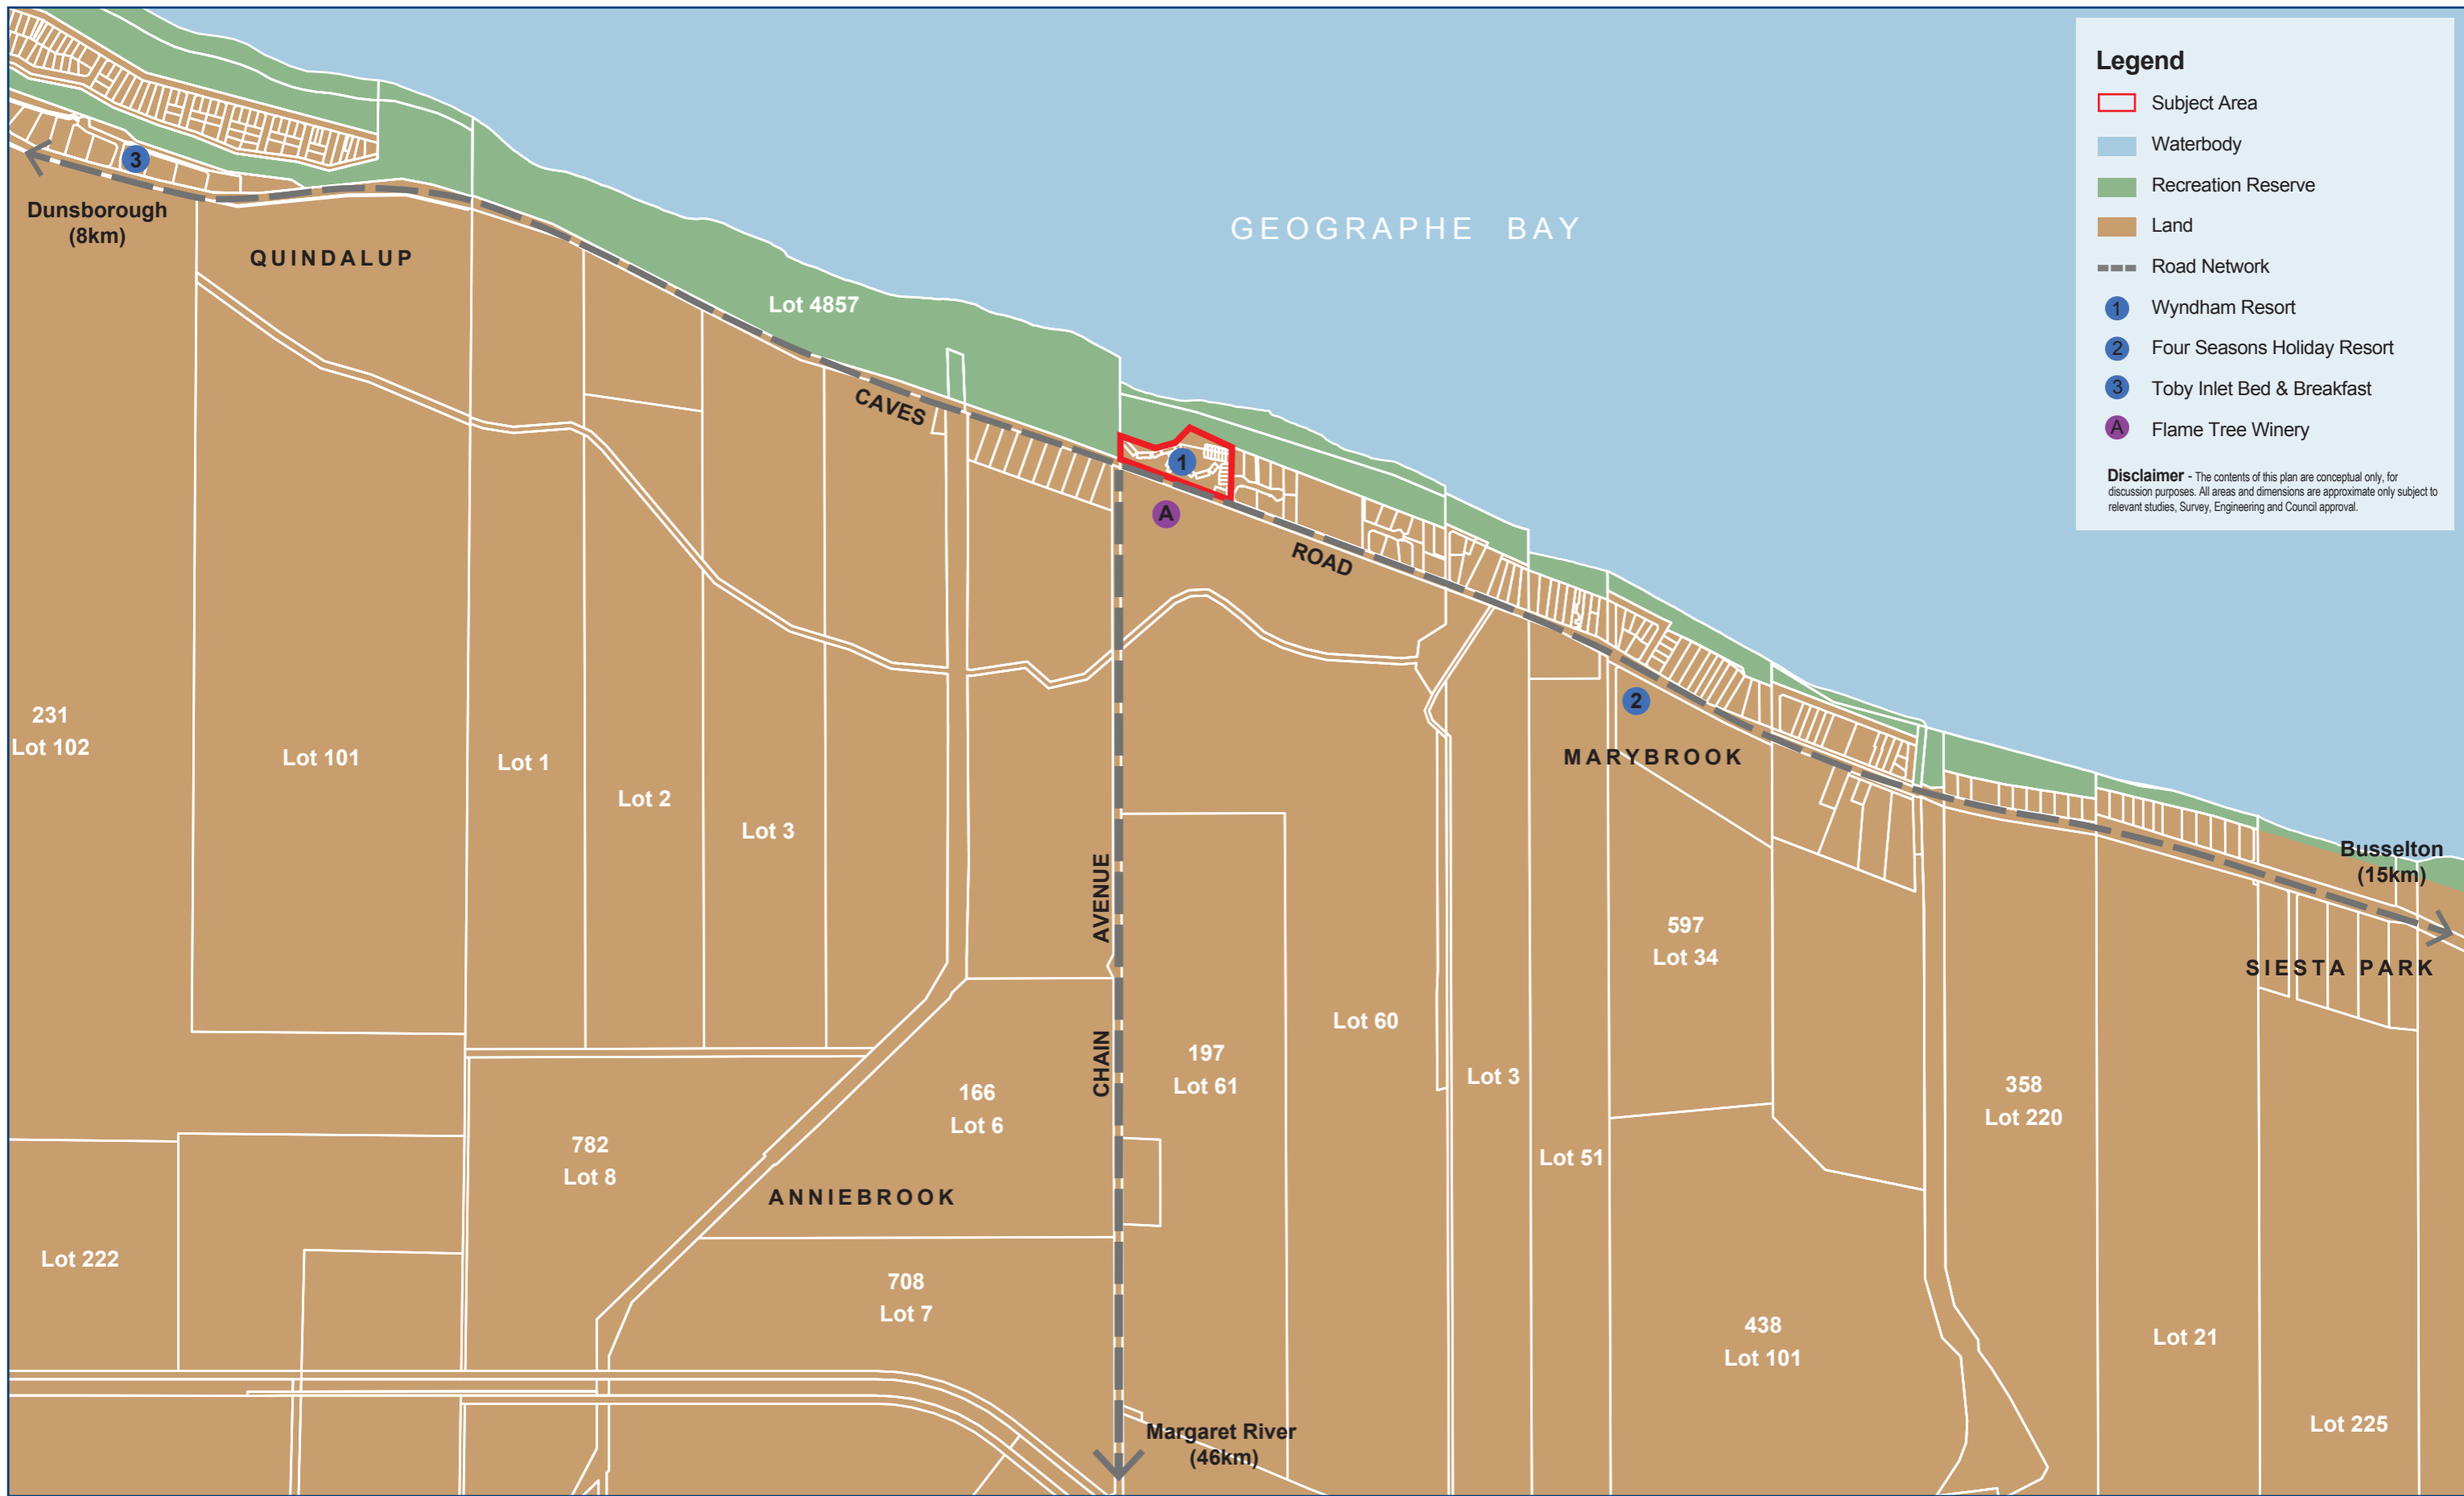 GEOGRAPHE BAY
Legend
Subject Area
Waterbody
Recreation Reserve
Land
Road Network
1 Wyndham Resort
2 Four Seasons Holiday Resort
3 Toby Inlet Bed & Breakfast
A Flame Tree Winery
Disclaimer - The contents of this plan are conceptual only, for
discussion purposes. All areas and dimensions are approximate only subject to
relevant studies, Survey, Engineering and Council approval.
3
Dunsborough
(8km)
QUINDALUP
Lot 4857
CAVES
ROAD
1
A
2
MARYBROOK
231
Lot 102
Lot 101
Lot 1
Lot 2
Lot 3
CHAIN
AVENUE
Busselton
(15km)
SIESTA PARK
597
Lot 34
197
Lot 61
Lot 60
Lot 3
Lot 51
358
Lot 220
166
Lot 6
782
Lot 8
ANNIEBROOK
Lot 222
708
Lot 7
438
Lot 101
Lot 21
Lot 225
Margaret River
(46km)